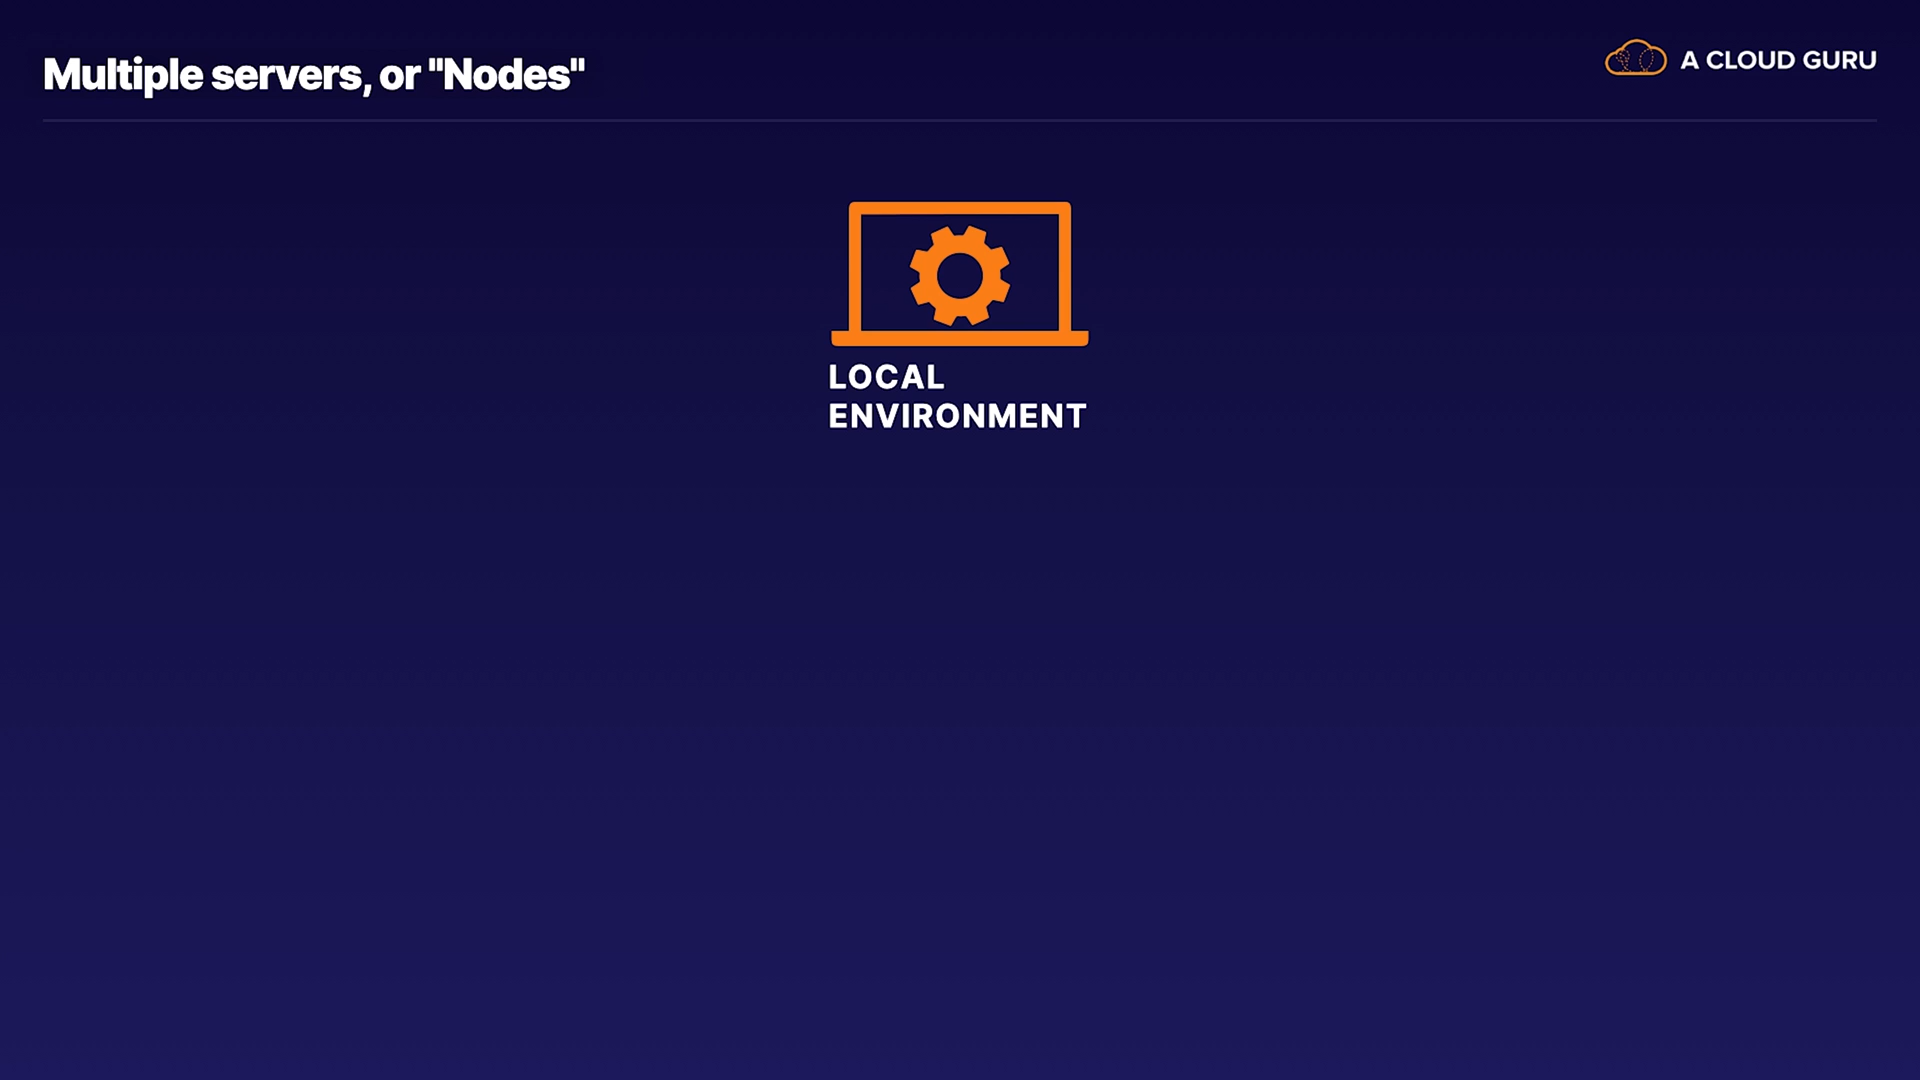 Multiple servers, or "Nodes"
A CLOUD GURU
LOCAL
ENVIRONMENT